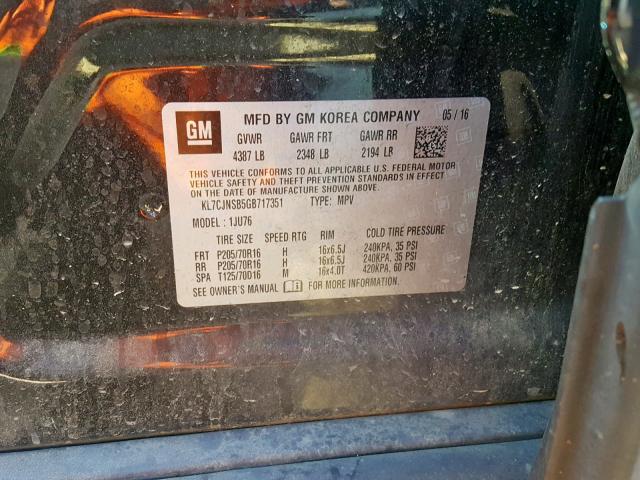 GM
MFD BY GM KOREA COMPANY 05/16
GVWR GAWR FRT GAWR RR
4387 LB 2348 LB 2194 LB
THIS VEHICLE CONFORMS TO ALL APPLICABLE U.S. FEDERAL MOTOR
VEHICLE SAFETY AND THEFT PREVENTION STANDARDS IN EFFECT
ON THE DATE OF MANUFACTURE SHOWN ABOVE.
KL7CJNSB5GB717351 TYPE: MPV
MODEL: 1JU76
TIRE SIZE SPEED RTG RIM COLD TIRE PRESSURE
FRT P205/70R16 H 16x6.5J 240KPA, 35 PSI
RR P205/70R16 H 16x6.5J 240KPA, 35 PSI
SPA T125/70D16 M 16x4.0T 420KPA, 60 PSI
SEE OWNER'S MANUAL FOR MORE INFORMATION.